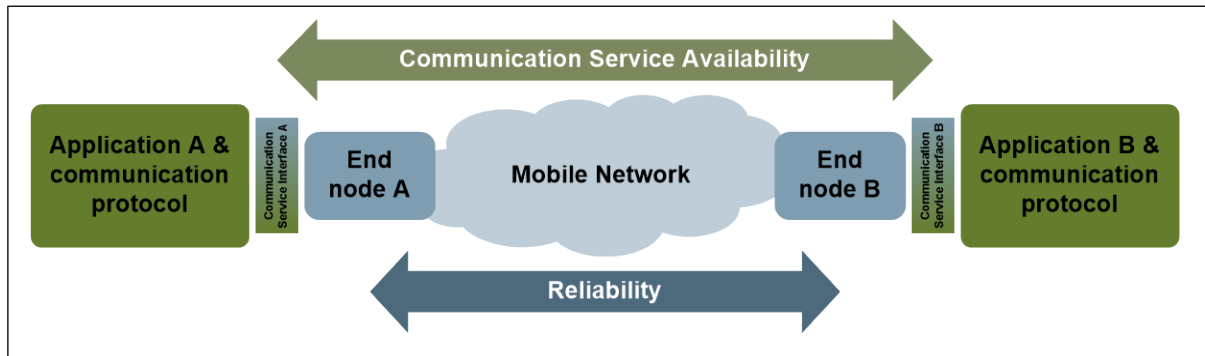 Communication Service Availability
Application A &
communication
protocol
Communication
Service Interface A
End
node A
Mobile Network
End
node B
Communication
Service Interface B
Application B &
communication
protocol
Reliability